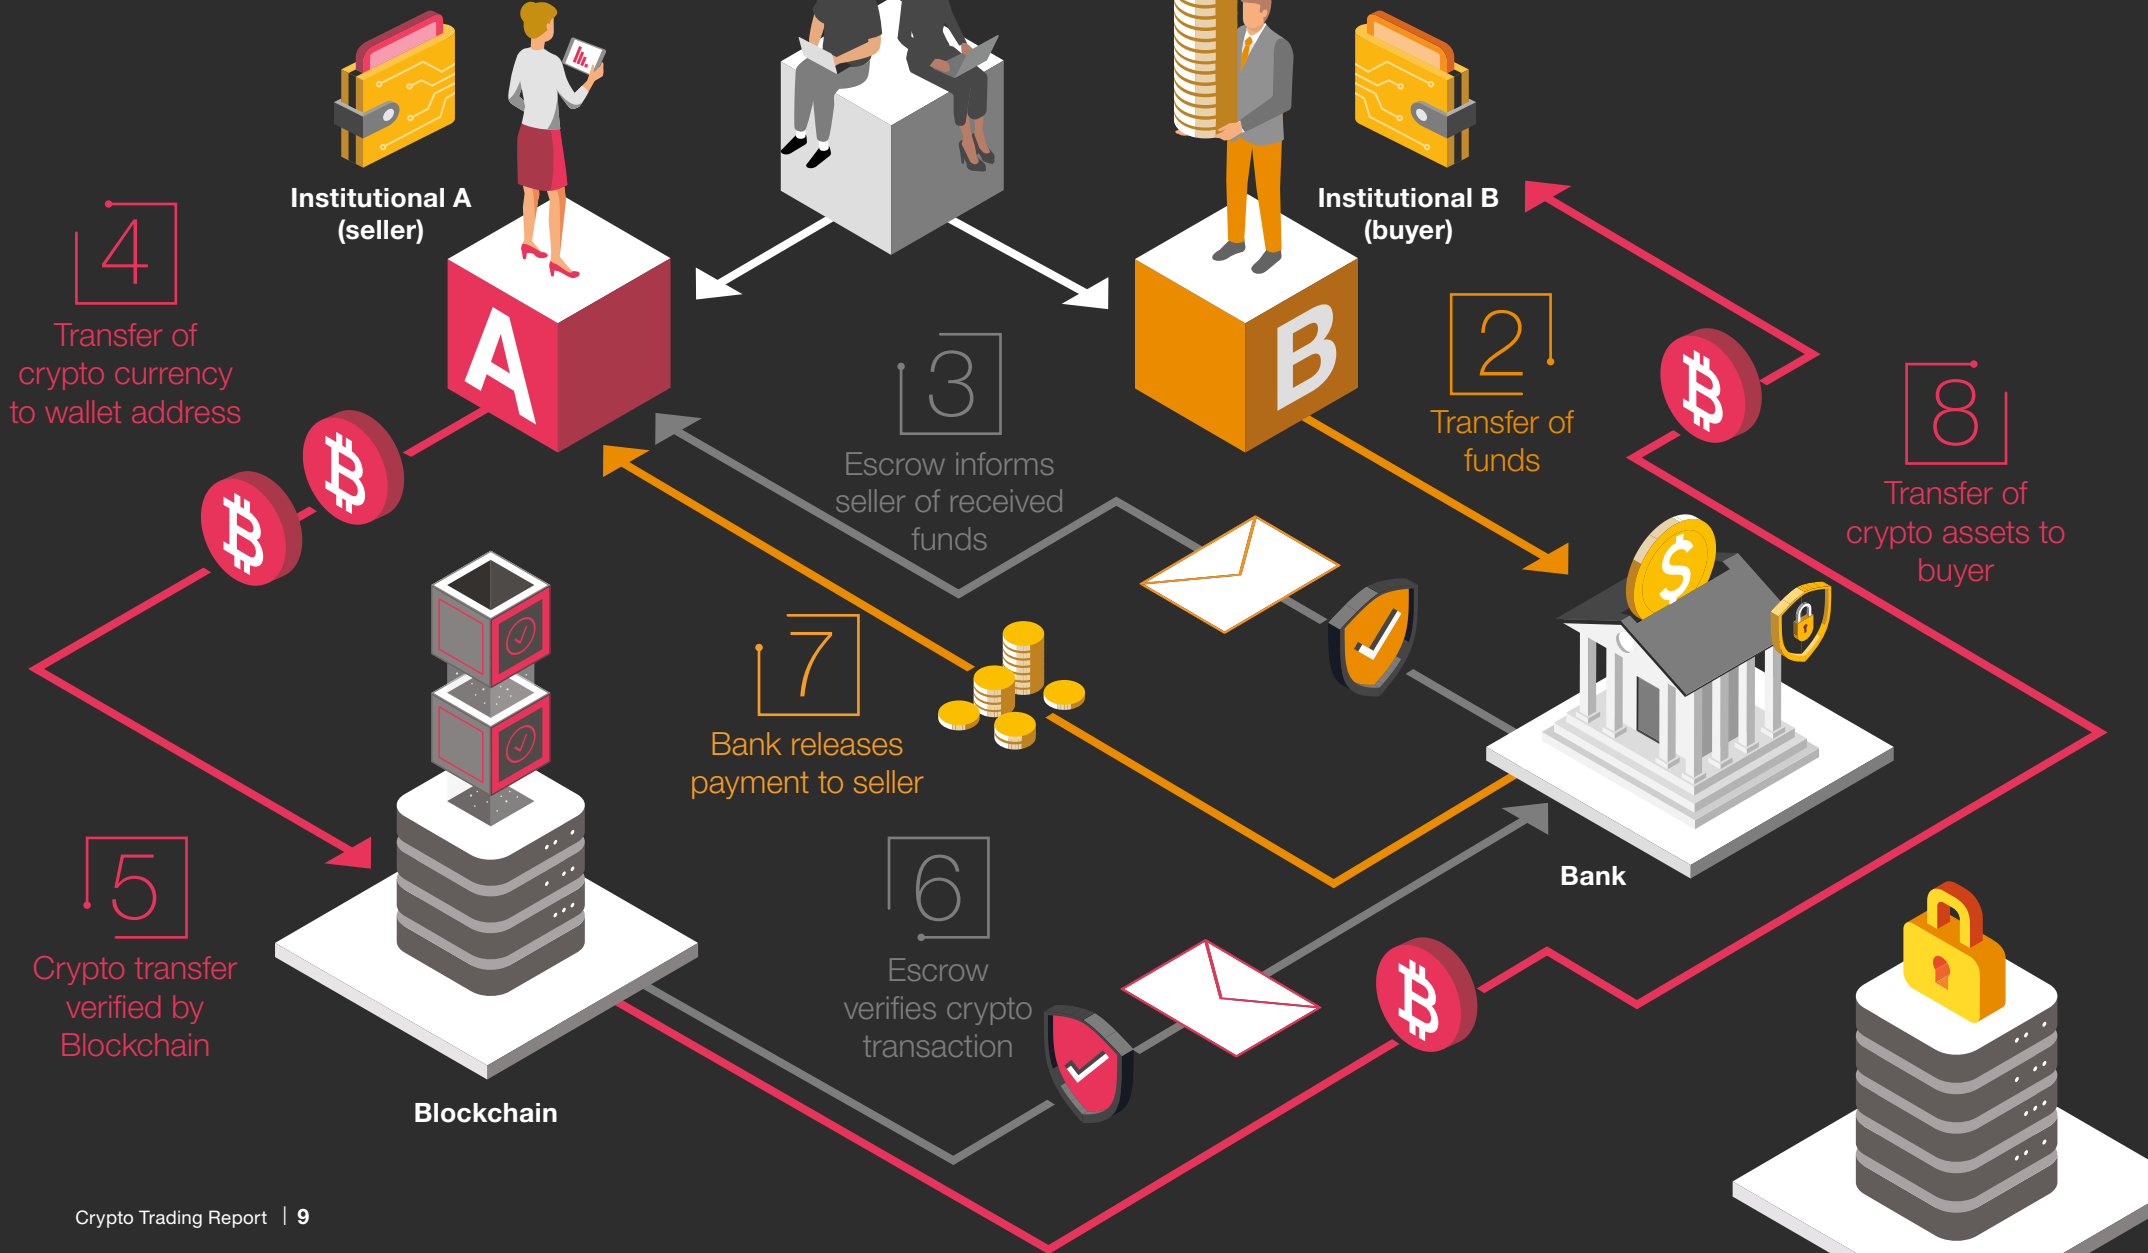 Institutional A
(seller)
Institutional B
(buyer)
4
Transfer of
crypto currency
to wallet address
A
B
2
Transfer of
funds
3
Escrow informs
seller of received
funds
8
Transfer of
crypto assets to
buyer
$
7
Bank releases
payment to seller
Bank
5
Crypto transfer
verified by
Blockchain
6
Escrow
verifies crypto
transaction
Blockchain
Crypto Trading Report | 9